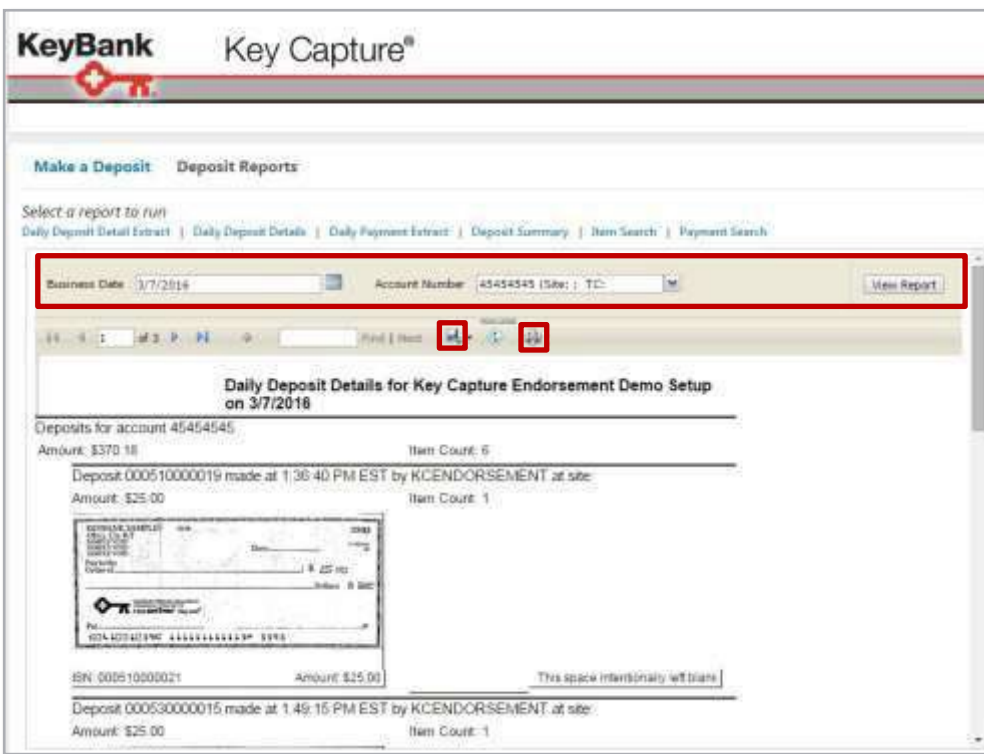 KeyBank Key Capture®
Make a Deposit Deposit Reports
Select a report to run
Daily Deposit Detail Extract | Daily Deposit Details | Daily Payment Extract | Deposit Summary | Item Search | Payment Search
Business Date 3/7/2016 Account Number 45454545 (Site: ; TC: View Report
1 of 3 Find | Next
Daily Deposit Details for Key Capture Endorsement Demo Setup
on 3/7/2016
Deposits for account 45454545
Amount: $370.18 Item Count: 6
Deposit 000510000019 made at 1:36:40 PM EST by KCENDORSEMENT at site:
Amount: $25.00 Item Count: 1
ISN: 000510000021 Amount: $25.00 This space intentionally left blank
Deposit 000530000015 made at 1:49:15 PM EST by KCENDORSEMENT at site:
Amount: $25.00 Item Count: 1